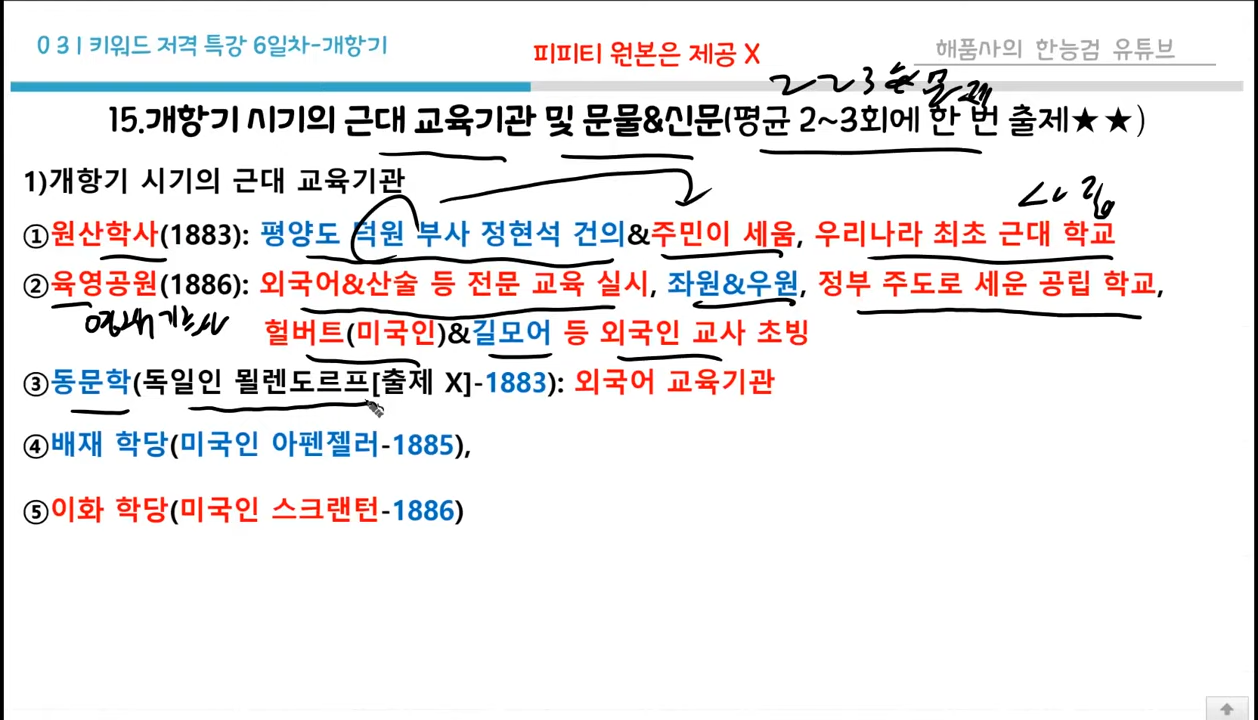 03 | 키워드 저격 특강 6일차-개항기
피피티 원본은 제공 X
해품사의 한능검 유튜브
15.개항기 시기의 근대 교육기관 및 문물&신문(평균 2~3회에 한 번 출제★★)
1)개항기 시기의 근대 교육기관
사립
①원산학사(1883): 평양도 덕원 부사 정현석 건의&주민이 세움, 우리나라 최초 근대 학교
②육영공원(1886): 외국어&산술 등 전문 교육 실시, 좌원&우원, 정부 주도로 세운 공립 학교,
헐버트(미국인)&길모어 등 외국인 교사 초빙
③동문학(독일인 묄렌도르프[출제 X]-1883): 외국어 교육기관
④배재 학당(미국인 아펜젤러-1885),
⑤이화 학당(미국인 스크랜턴-1886)